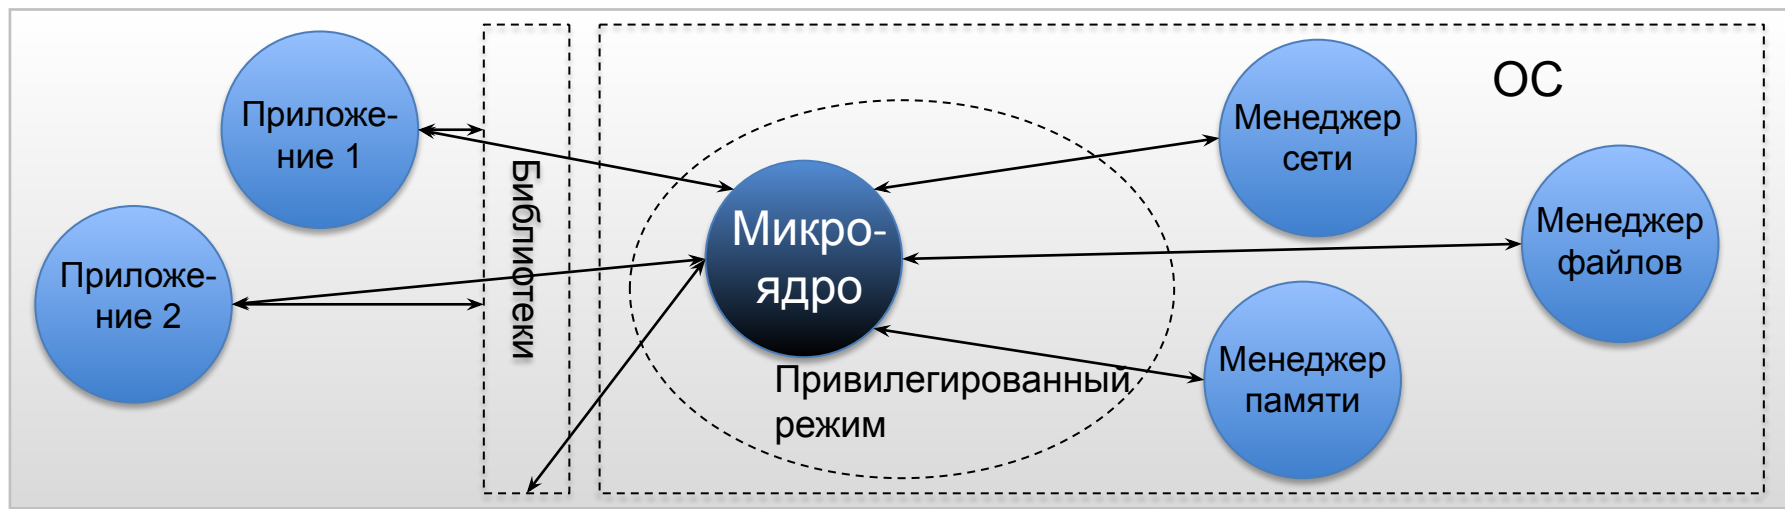 Приложе-
ние 1
Приложе-
ние 2
Библиотеки
Микро-
ядро
Привилегированный
режим
ОС
Менеджер
сети
Менеджер
файлов
Менеджер
памяти